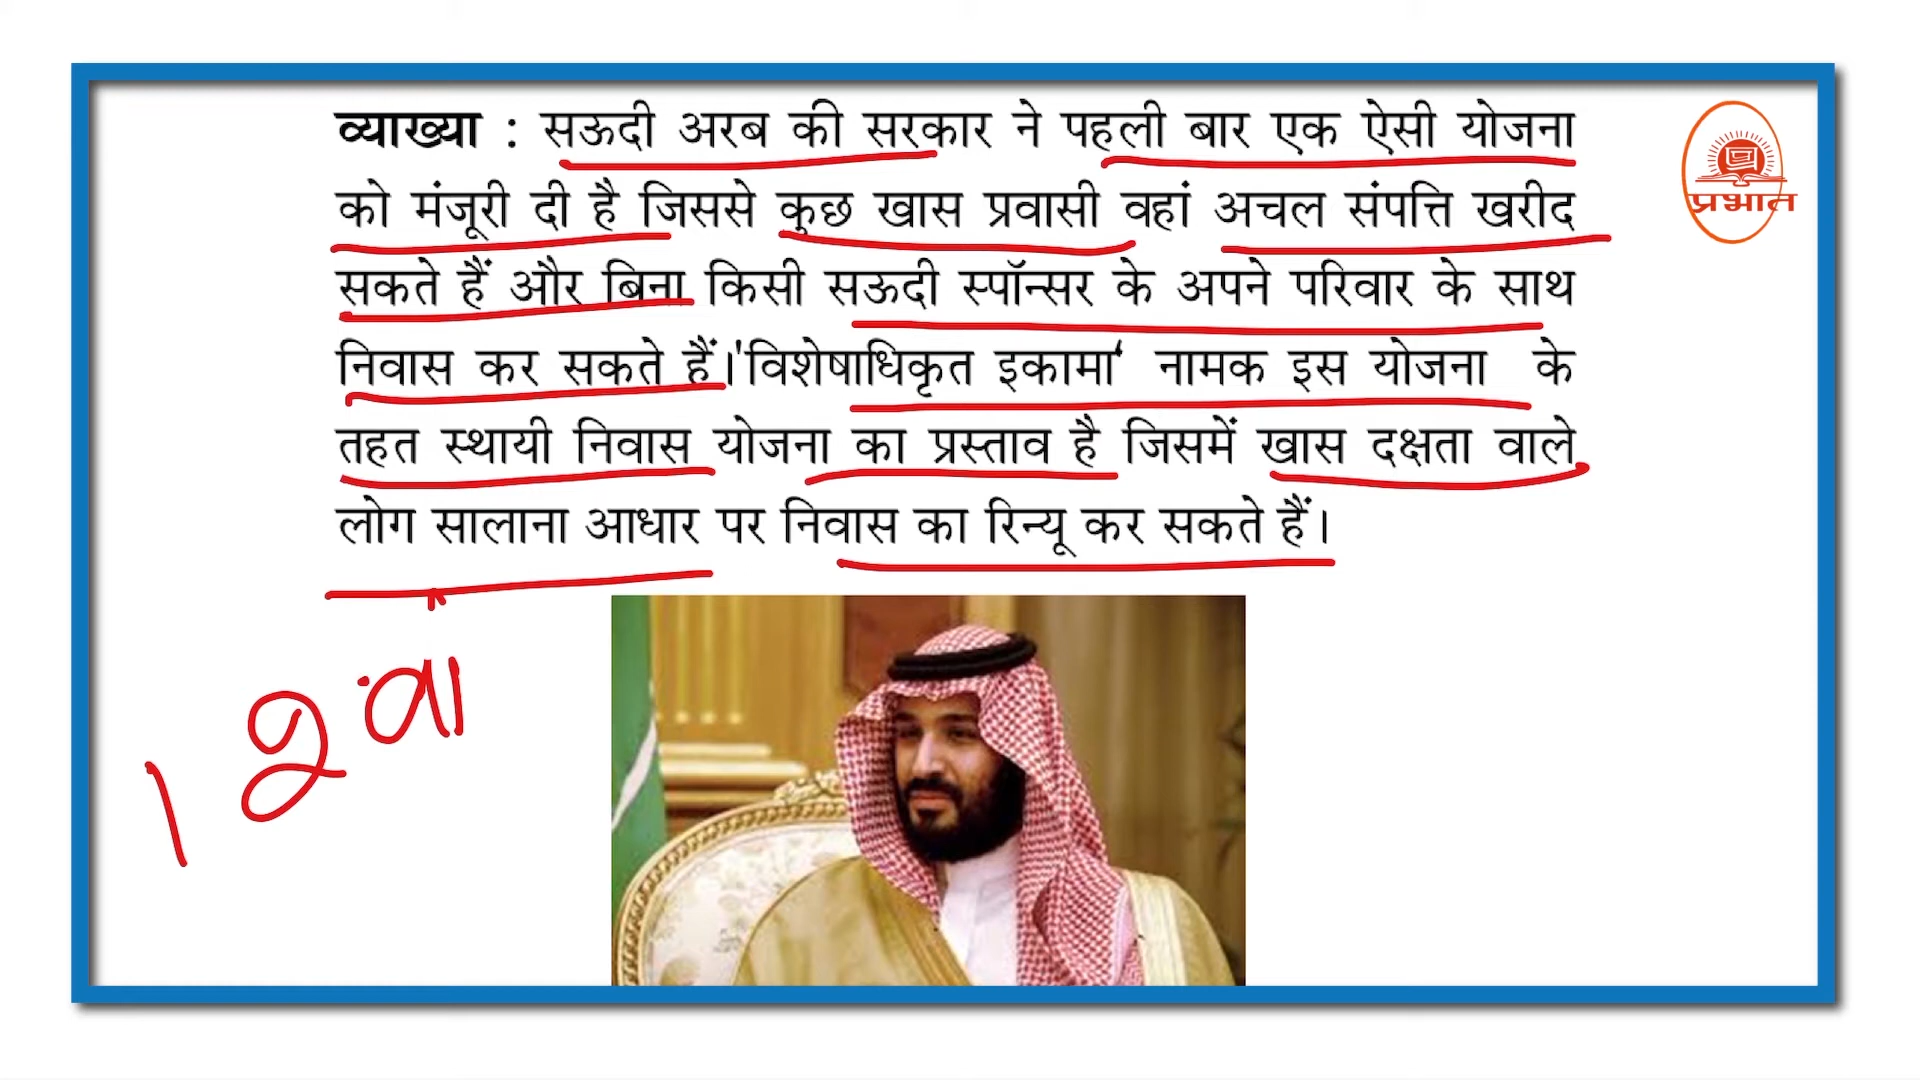 व्याख्या : सऊदी अरब की सरकार ने पहली बार एक ऐसी योजना
को मंजूरी दी है जिससे कुछ खास प्रवासी वहां अचल संपत्ति खरीद
सकते हैं और बिना किसी सऊदी स्पॉन्सर के अपने परिवार के साथ
निवास कर सकते हैं।'विशेषाधिकृत इकामा‘ नामक इस योजना के
तहत स्थायी निवास योजना का प्रस्ताव है जिसमें खास दक्षता वाले
लोग सालाना आधार पर निवास का रिन्यू कर सकते हैं।
प्रभात
12वां